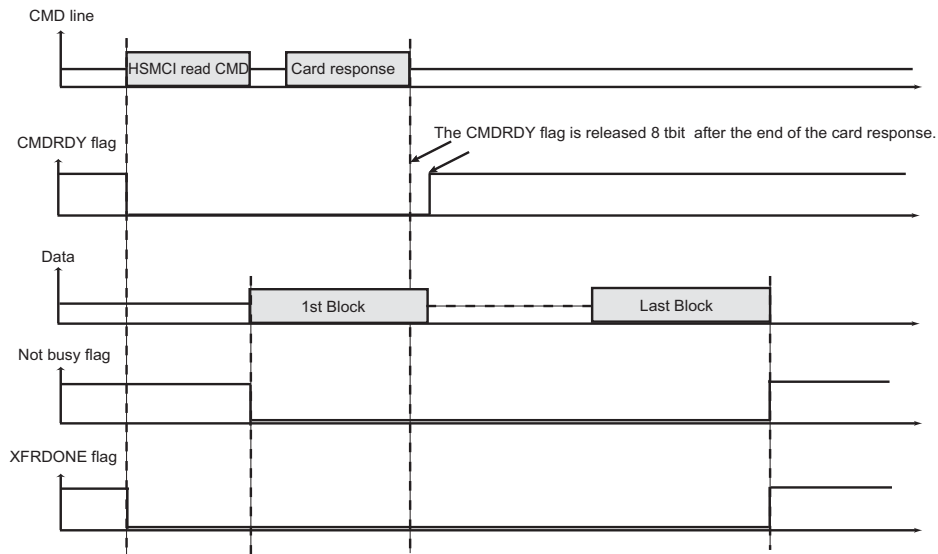 CMD line
HSMCI read CMD
Card response
The CMDRDY flag is released 8 tbit after the end of the card response.
CMDRDY flag
Data
1st Block
Last Block
Not busy flag
XFRDONE flag